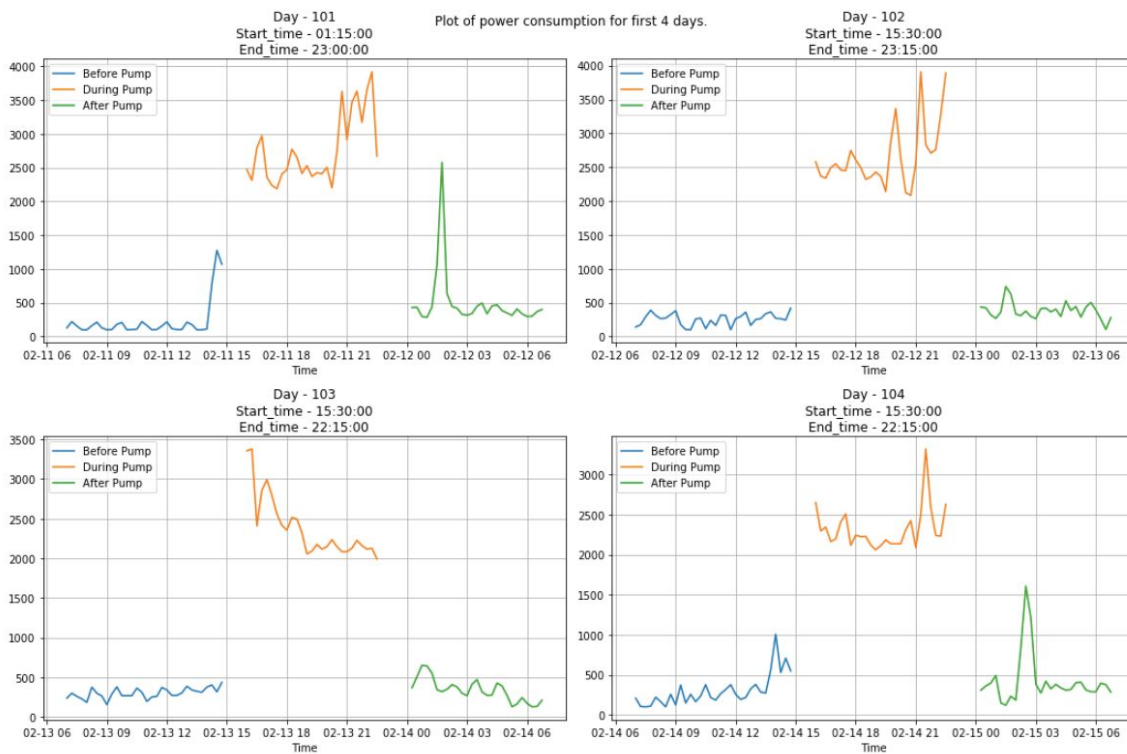 Plot of power consumption for first 4 days.
Day - 101
Start_time - 01:15:00
End_time - 23:00:00
4000
3500
3000
2500
2000
1500
1000
500
0
Before Pump
During Pump
After Pump
02-11 06 02-11 09 02-11 12 02-11 15 02-11 18 02-11 21 02-12 00 02-12 03 02-12 06
Time
Day - 102
Start_time - 15:30:00
End_time - 23:15:00
4000
3500
3000
2500
2000
1500
1000
500
0
Before Pump
During Pump
After Pump
02-12 06 02-12 09 02-12 12 02-12 15 02-12 18 02-12 21 02-13 00 02-13 03 02-13 06
Time
Day - 103
Start_time - 15:30:00
End_time - 22:15:00
3500
3000
2500
2000
1500
1000
500
0
Before Pump
During Pump
After Pump
02-13 06 02-13 09 02-13 12 02-13 15 02-13 18 02-13 21 02-14 00 02-14 03 02-14 06
Time
Day - 104
Start_time - 15:30:00
End_time - 22:15:00
3000
2500
2000
1500
1000
500
0
Before Pump
During Pump
After Pump
02-14 06 02-14 09 02-14 12 02-14 15 02-14 18 02-14 21 02-15 00 02-15 03 02-15 06
Time